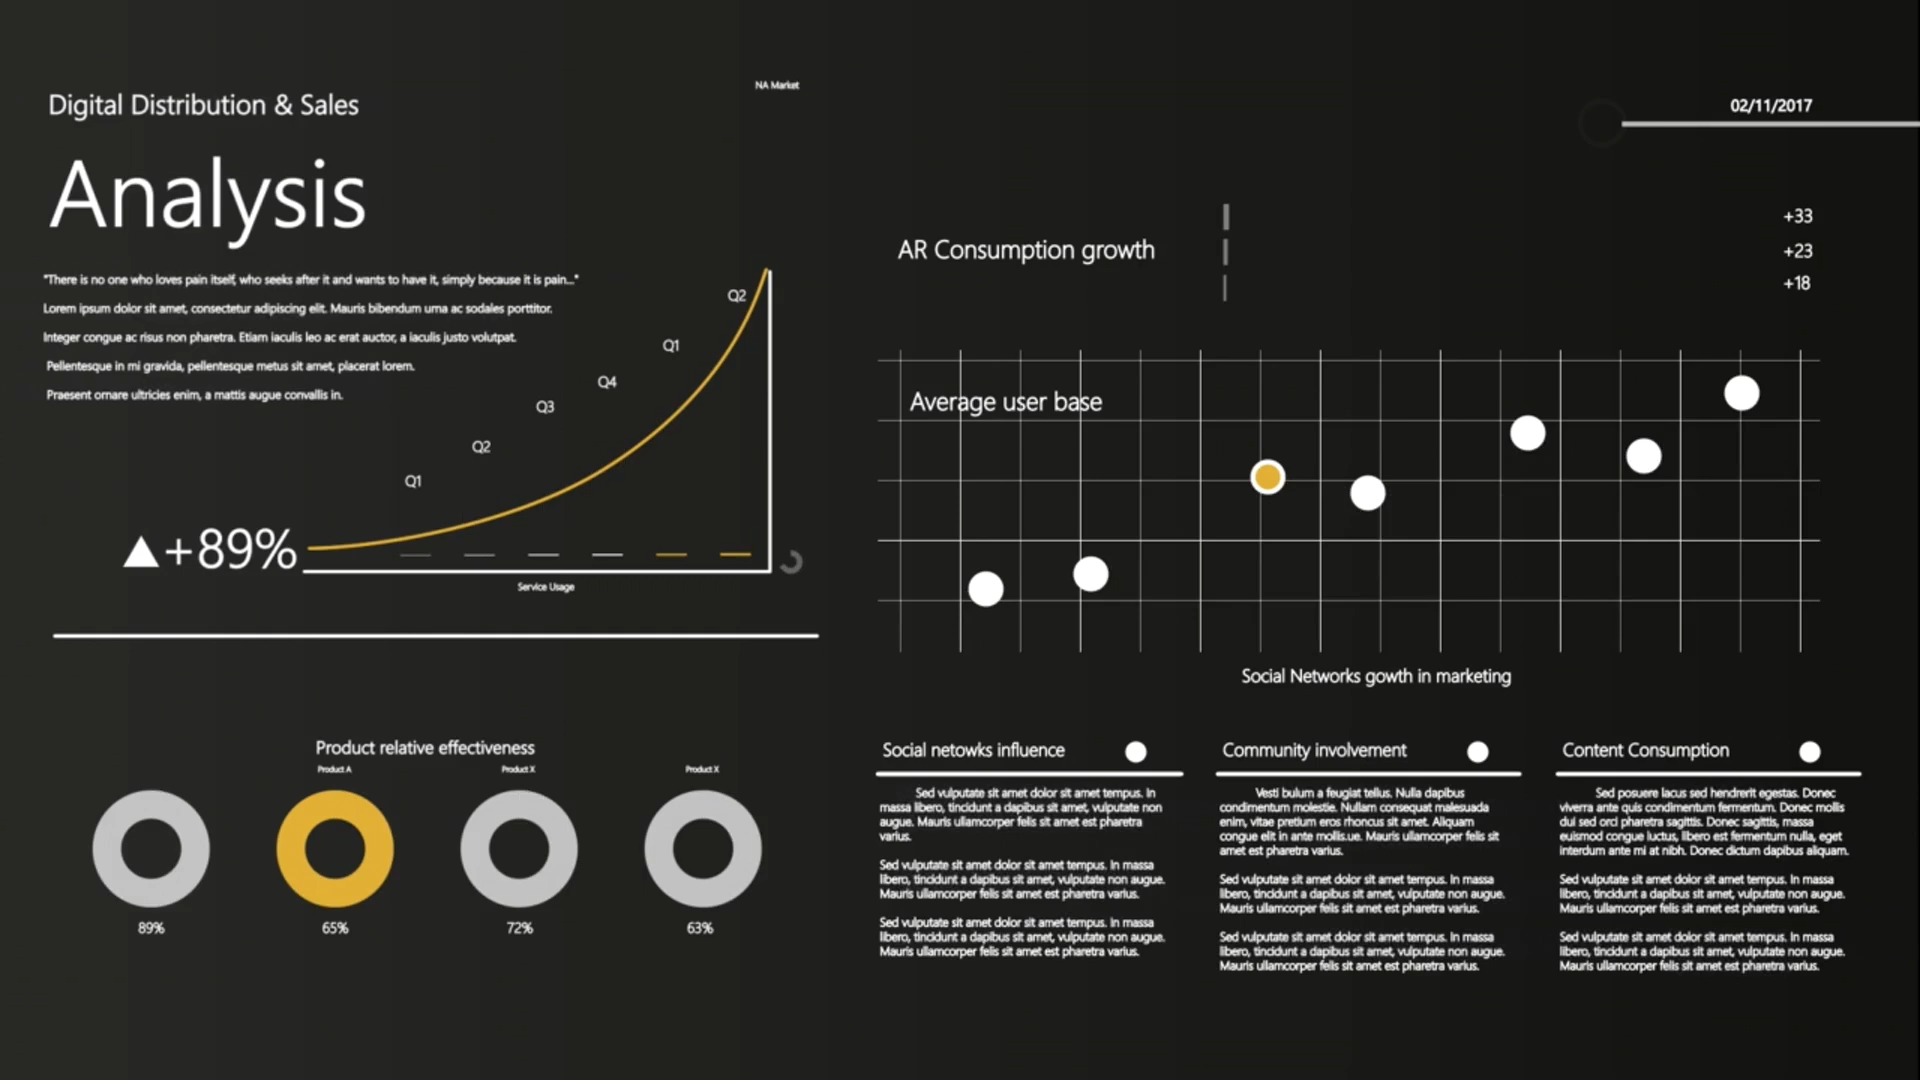 NA Market
Digital Distribution & Sales
Analysis
"There is no one who loves pain itself, who seeks after it and wants to have it, simply because it is pain..."
Lorem ipsum dolor sit amet, consectetur adipiscing elit. Mauris bibendum urna ac sodales porttitor.
Integer congue ac risus non pharetra. Etiam iaculis leo ac erat auctor, a iaculis justo volutpat.
Pellentesque in mi gravida, pellentesque metus sit amet, placerat lorem.
Praesent ornare ultricies enim, a mattis augue convallis in.
Q2
Q1
Q4
Q3
Q2
Q1
+89%
Service Usage
Product relative effectiveness
Product A
Product X
Product X
89%
65%
72%
63%
02/11/2017
AR Consumption growth
+33
+23
+18
Average user base
Social Networks gowth in marketing
Social netowks influence
Sed vulputate sit amet dolor sit amet tempus. In
massa libero, tincidunt a dapibus sit amet, vulputate non
augue. Mauris ullamcorper felis sit amet est pharetra
varius.
Sed vulputate sit amet dolor sit amet tempus. In massa
libero, tincidunt a dapibus sit amet, vulputate non augue.
Mauris ullamcorper felis sit amet est pharetra varius.
Sed vulputate sit amet dolor sit amet tempus. In massa
libero, tincidunt a dapibus sit amet, vulputate non augue.
Mauris ullamcorper felis sit amet est pharetra varius.
Community involvement
Vesti bulum a feugiat tellus. Nulla dapibus
condimentum molestie. Nullam consequat malesuada
enim, vitae pretium eros rhoncus sit amet. Aliquam
congue elit in ante mollis.ue. Mauris ullamcorper felis sit
amet est pharetra varius.
Sed vulputate sit amet dolor sit amet tempus. In massa
libero, tincidunt a dapibus sit amet, vulputate non augue.
Mauris ullamcorper felis sit amet est pharetra varius.
Sed vulputate sit amet dolor sit amet tempus. In massa
libero, tincidunt a dapibus sit amet, vulputate non augue.
Mauris ullamcorper felis sit amet est pharetra varius.
Content Consumption
Sed posuere lacus sed hendrerit egestas. Donec
viverra ante quis condimentum fermentum. Donec mollis
dui sed orci pharetra sagittis. Donec sagittis, massa
euismod congue luctus, libero est fermentum nulla, eget
interdum ante mi at nibh. Donec dictum dapibus aliquam.
Sed vulputate sit amet dolor sit amet tempus. In massa
libero, tincidunt a dapibus sit amet, vulputate non augue.
Mauris ullamcorper felis sit amet est pharetra varius.
Sed vulputate sit amet dolor sit amet tempus. In massa
libero, tincidunt a dapibus sit amet, vulputate non augue.
Mauris ullamcorper felis sit amet est pharetra varius.